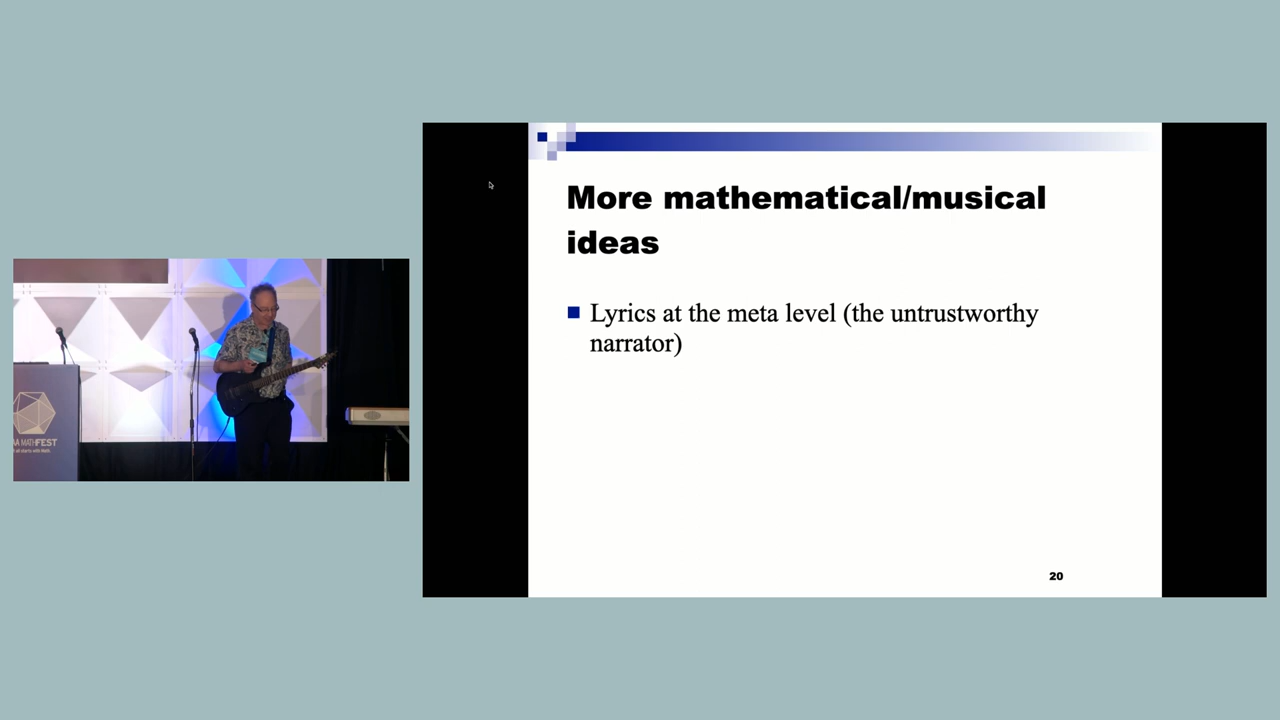 More mathematical/musical
ideas
Lyrics at the meta level (the untrustworthy
narrator)
20
MATHFEST